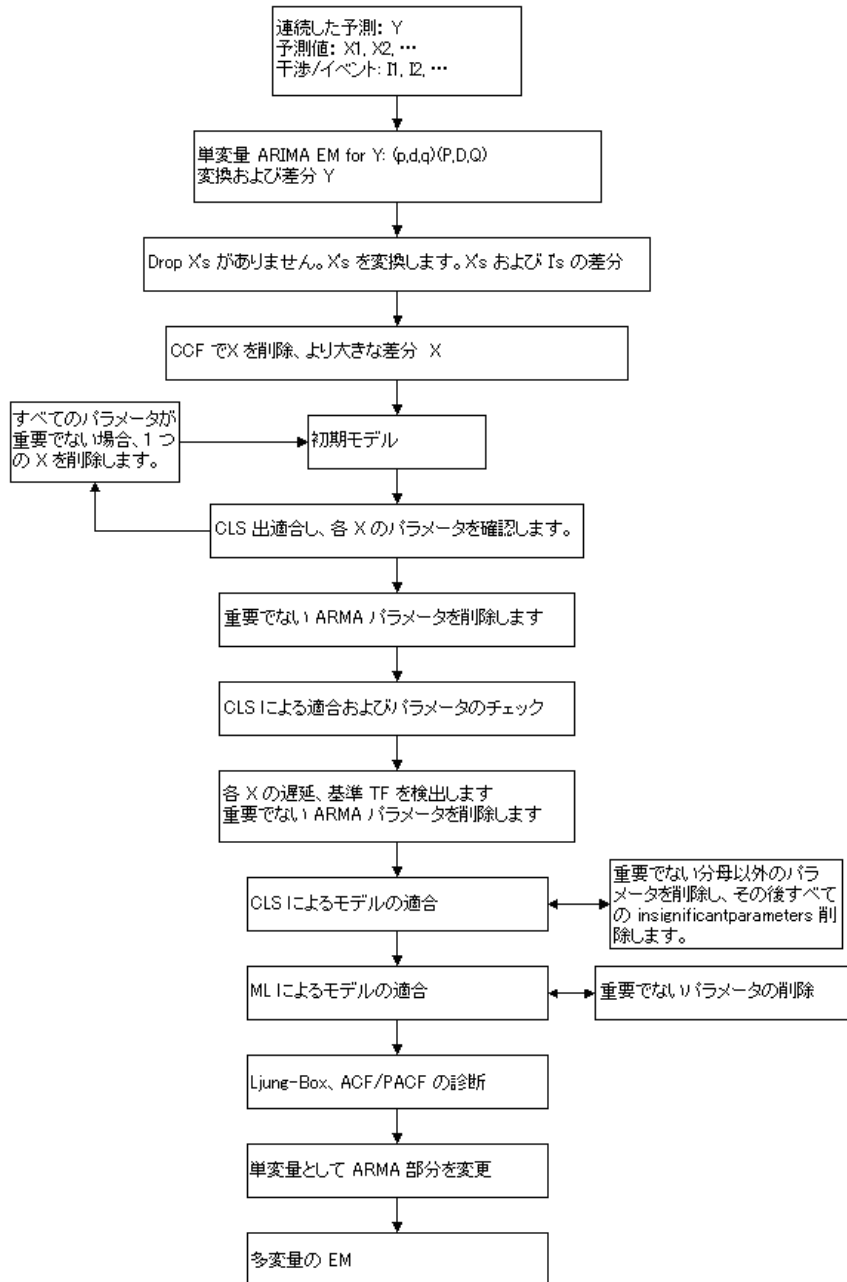 連続した予測: Y
予測値: X1, X2, …
干渉/イベント: I1, I2, …
単変量 ARIMA EM for Y: (p,d,q)(P,D,Q)
変換および差分 Y
Drop X's がありません。X's を変換します。X's および I's の差分
CCF でX を削除、より大きな差分 X
すべてのパラメータが
重要でない場合、1 つ
の X を削除します。
初期モデル
CLS 出適合し、各 X のパラメータを確認します。
重要でない ARMA パラメータを削除します
CLS による適合およびパラメータのチェック
各 X の遅延、基準 TF を検出します
重要でない ARMA パラメータを削除します
CLS によるモデルの適合
重要でない分母以外のパラ
メータを削除し、その後すべて
の insignificantparameters 削
除します。
ML によるモデルの適合
重要でないパラメータの削除
Ljung-Box、ACF/PACF の診断
単変量として ARMA 部分を変更
多変量の EM